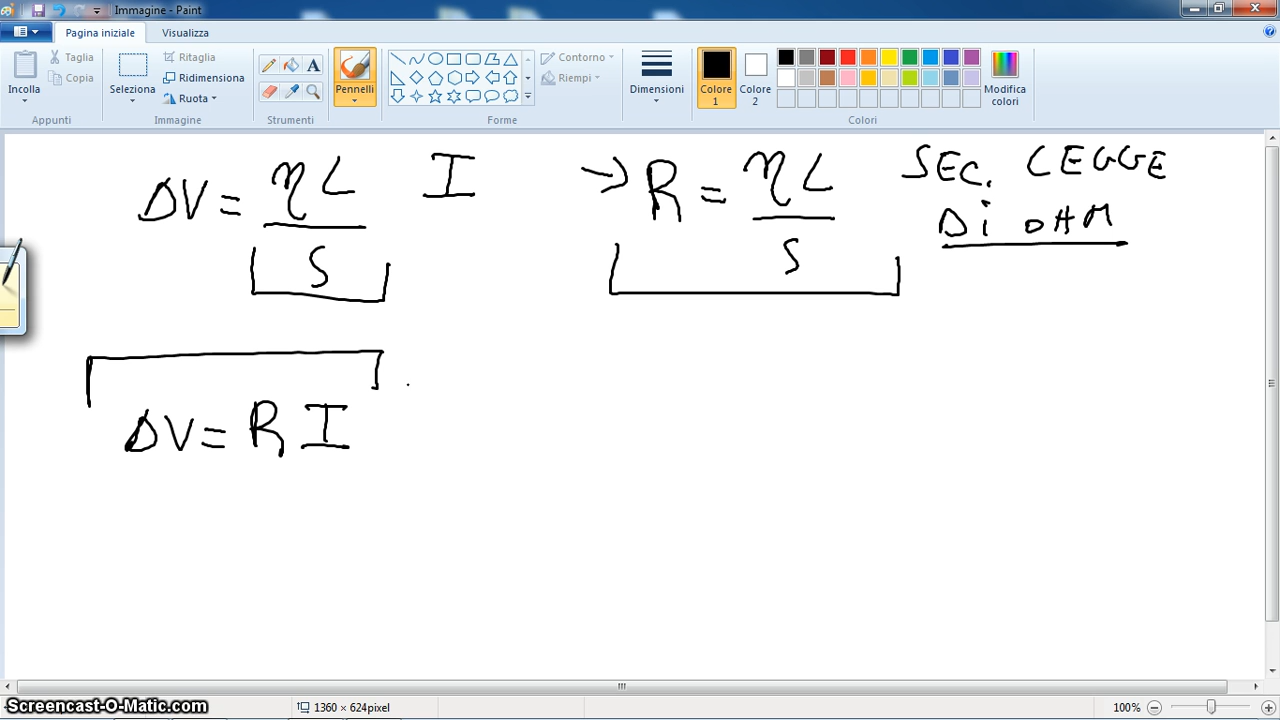 Immagine - Paint
Pagina iniziale
Visualizza
Incolla
Taglia
Copia
Appunti
Seleziona
Ritaglia
Ridimensiona
Ruota
Immagine
Strumenti
Pennelli
Contorno
Riempi
Forme
Dimensioni
Colore 1
Colore 2
Modifica colori
Colori
ΔV = ηL I → R = ηL SEC. LEGGE
S S DI OHM
ΔV = R I
Screencast-O-Matic.com
1360 × 624pixel
100%